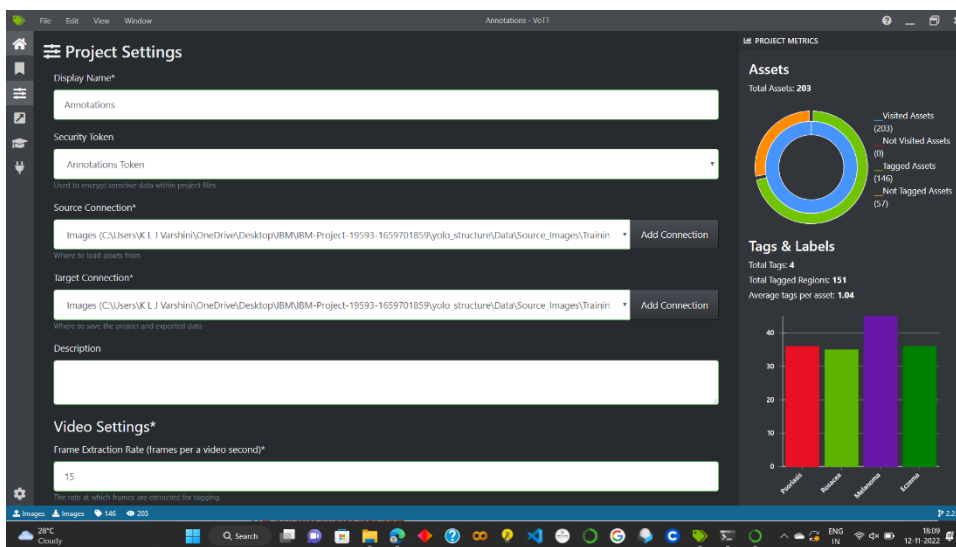 File Edit View Window
Annotations - VoTT
Project Settings
Display Name*
Annotations
Security Token
Annotations Token
Used to encrypt sensitive data within project files
Source Connection*
Images (C:\Users\K L J Varshini\OneDrive\Desktop\IBM\IBM-Project-19593-1659701859\yolo_structure\Data\Source_Images\Trainin
Add Connection
Where to load assets from
Target Connection*
Images (C:\Users\K L J Varshini\OneDrive\Desktop\IBM\IBM-Project-19593-1659701859\yolo_structure\Data\Source_Images\Trainin
Add Connection
Where to save the project and exported data
Description
Video Settings*
Frame Extraction Rate (frames per a video second)*
15
The rate at which frames are extracted for tagging.
PROJECT METRICS
Assets
Total Assets: 203
Visited Assets
(203)
Not Visited Assets
(0)
Tagged Assets
(146)
Not Tagged Assets
(57)
Tags & Labels
Total Tags: 4
Total Tagged Regions: 151
Average tags per asset: 1.04
40
30
20
10
0
Psoriasis
Rosacea
Melanoma
Eczema
Images Images 146 203
2.2
28°C
Cloudy
Search
ENG
IN
18:09
12-11-2022